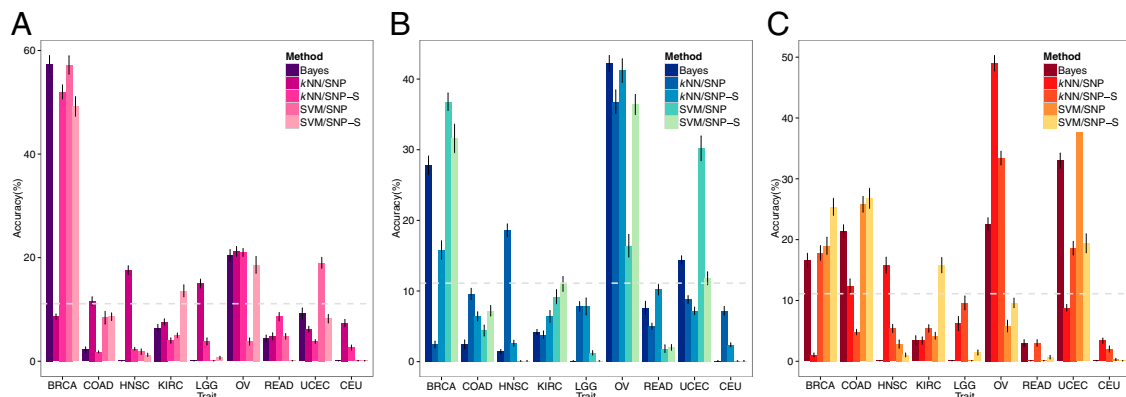 A
Method
Bayes
kNN/SNP
kNN/SNP−S
SVM/SNP
SVM/SNP−S
Accuracy(%)
60
40
20
0
BRCA COAD HNSC KIRC LGG OV READ UCEC CEU
Trait
B
Method
Bayes
kNN/SNP
kNN/SNP−S
SVM/SNP
SVM/SNP−S
Accuracy(%)
40
30
20
10
0
BRCA COAD HNSC KIRC LGG OV READ UCEC CEU
Trait
C
Method
Bayes
kNN/SNP
kNN/SNP−S
SVM/SNP
SVM/SNP−S
Accuracy(%)
50
40
30
20
10
0
BRCA COAD HNSC KIRC LGG OV READ UCEC CEU
Trait